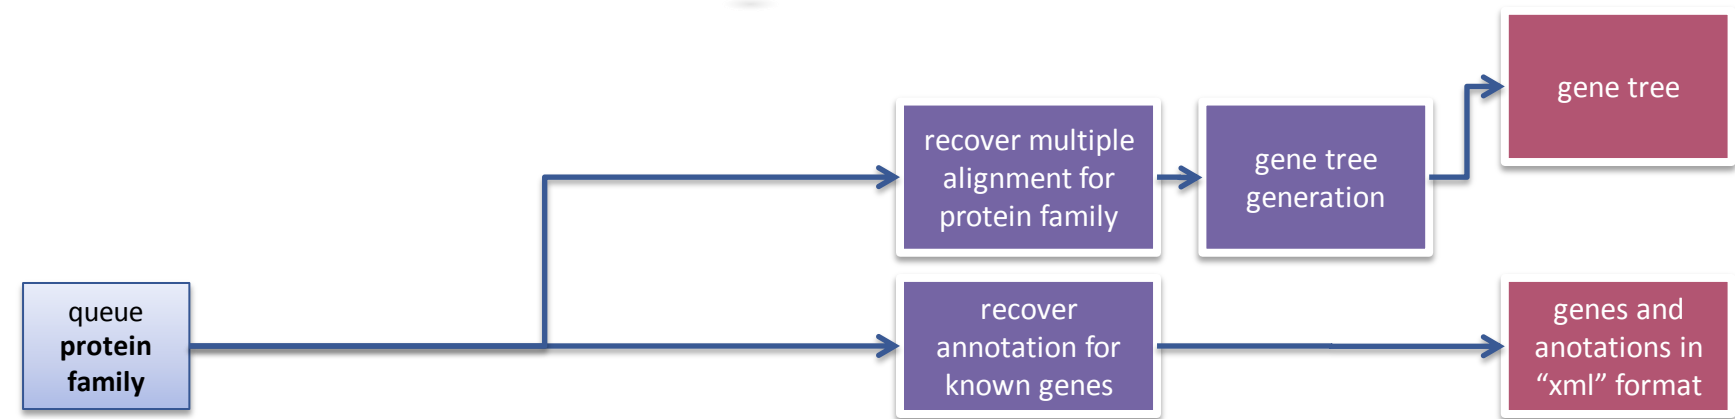 gene tree
recover multiple
alignment for
protein family
gene tree
generation
queue
protein
family
recover
annotation for
known genes
genes and
anotations in
“xml” format